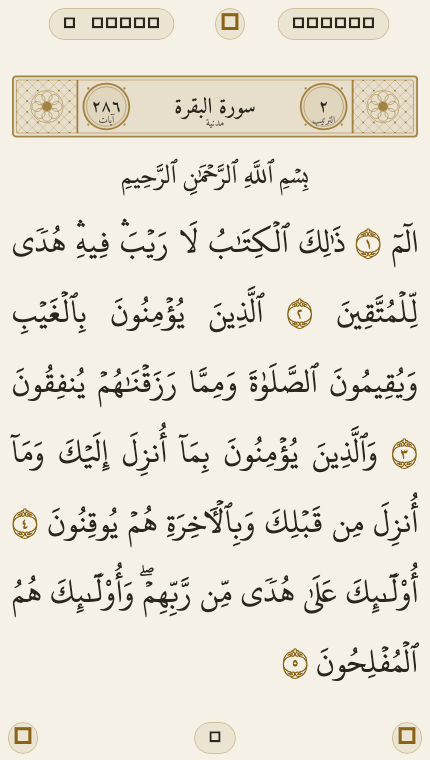 ٢٨٦ آيات سورة البقرة مدنية ٢ الترتيب
بِسْمِ ٱللَّهِ ٱلرَّحْمَٰنِ ٱلرَّحِيمِ
الٓمٓ ١ ذَٰلِكَ ٱلْكِتَٰبُ لَا رَيْبَ ۛ فِيهِ ۛ هُدًى
لِّلْمُتَّقِينَ ٢ ٱلَّذِينَ يُؤْمِنُونَ بِٱلْغَيْبِ
وَيُقِيمُونَ ٱلصَّلَوٰةَ وَمِمَّا رَزَقْنَٰهُمْ يُنفِقُونَ
٣ وَٱلَّذِينَ يُؤْمِنُونَ بِمَآ أُنزِلَ إِلَيْكَ وَمَآ
أُنزِلَ مِن قَبْلِكَ وَبِٱلْأَخِرَةِ هُمْ يُوقِنُونَ ٤
أُو۟لَٰٓئِكَ عَلَىٰ هُدًى مِّن رَّبِّهِمْ ۖ وَأُو۟لَٰٓئِكَ هُمُ
ٱلْمُفْلِحُونَ ٥